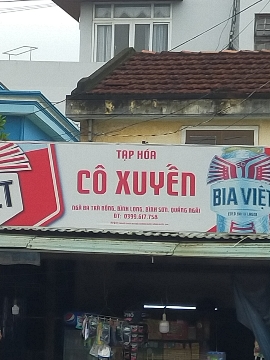 TẠP HÓA
CÔ XUYẾN
NGÃ BA TRÀ BỒNG, BÌNH LONG, BÌNH SƠN, QUẢNG NGÃI
ĐT: 0399.617.758
BIA VIỆT
ỆT